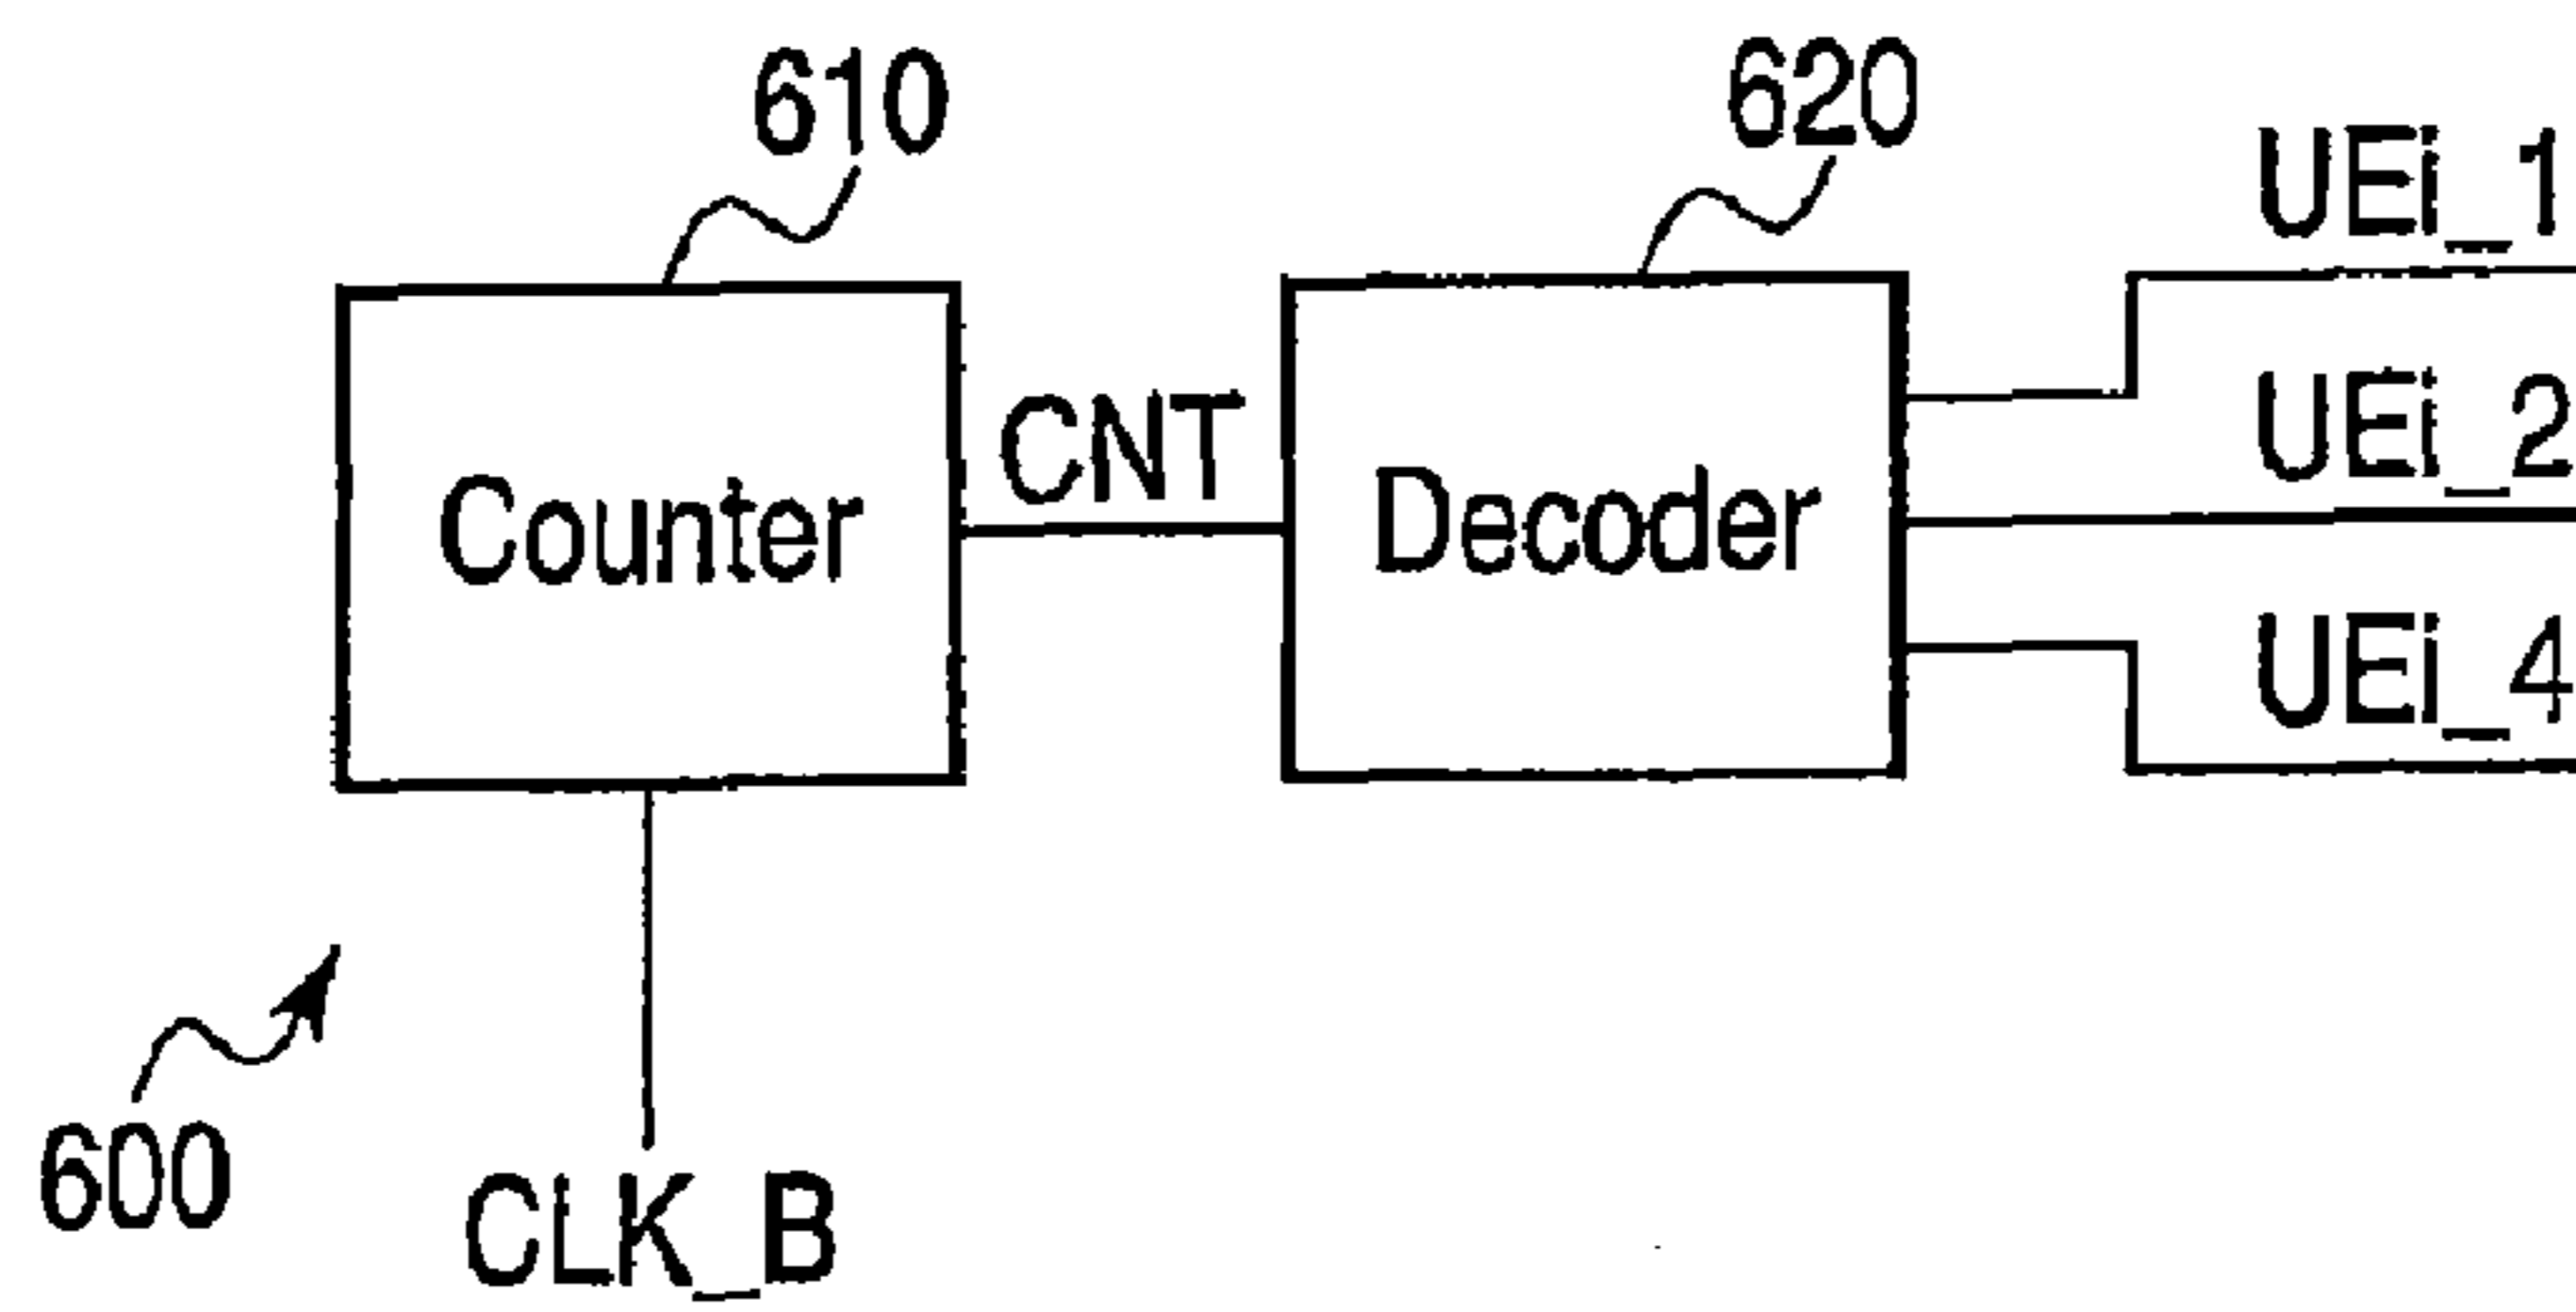 610
620
UEi_1
CNT
UEi_2
Counter
Decoder
UEi_4
600
CLK_B